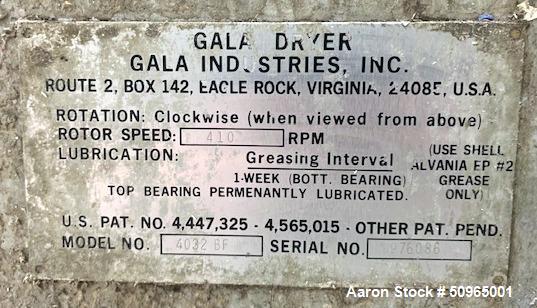 GALA DRYER
GALA INDUSTRIES, INC.
ROUTE 2, BOX 142, EAGLE ROCK, VIRGINIA, 24085, U.S.A.
ROTATION: Clockwise (when viewed from above)
ROTOR SPEED: 410 RPM
LUBRICATION: Greasing Interval (USE SHELL ALVANIA EP #2
1-WEEK (BOTT. BEARING) GREASE
TOP BEARING PERMANENTLY LUBRICATED. ONLY)
U.S. PAT. NO. 4,447,325 - 4,565,015 - OTHER PAT. PEND.
MODEL NO. 4032 BF SERIAL NO. 976086
Aaron Stock # 50965001